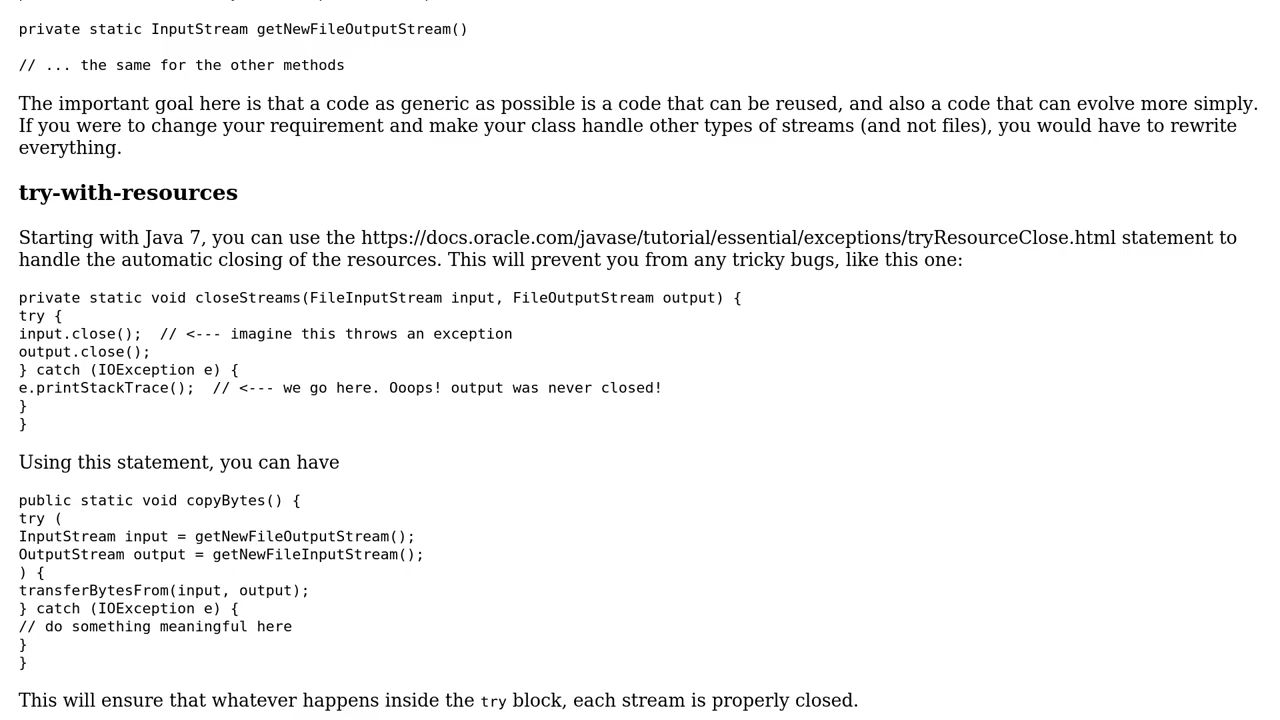 private static InputStream getNewFileOutputStream()
// ... the same for the other methods
The important goal here is that a code as generic as possible is a code that can be reused, and also a code that can evolve more simply.
If you were to change your requirement and make your class handle other types of streams (and not files), you would have to rewrite
everything.
try-with-resources
Starting with Java 7, you can use the https://docs.oracle.com/javase/tutorial/essential/exceptions/tryResourceClose.html statement to
handle the automatic closing of the resources. This will prevent you from any tricky bugs, like this one:
private static void closeStreams(FileInputStream input, FileOutputStream output) {
try {
input.close();  // <--- imagine this throws an exception
output.close();
} catch (IOException e) {
e.printStackTrace();  // <--- we go here. Ooops! output was never closed!
}
}
Using this statement, you can have
public static void copyBytes() {
try (
InputStream input = getNewFileOutputStream();
OutputStream output = getNewFileInputStream();
) {
transferBytesFrom(input, output);
} catch (IOException e) {
// do something meaningful here
}
}
This will ensure that whatever happens inside the try block, each stream is properly closed.